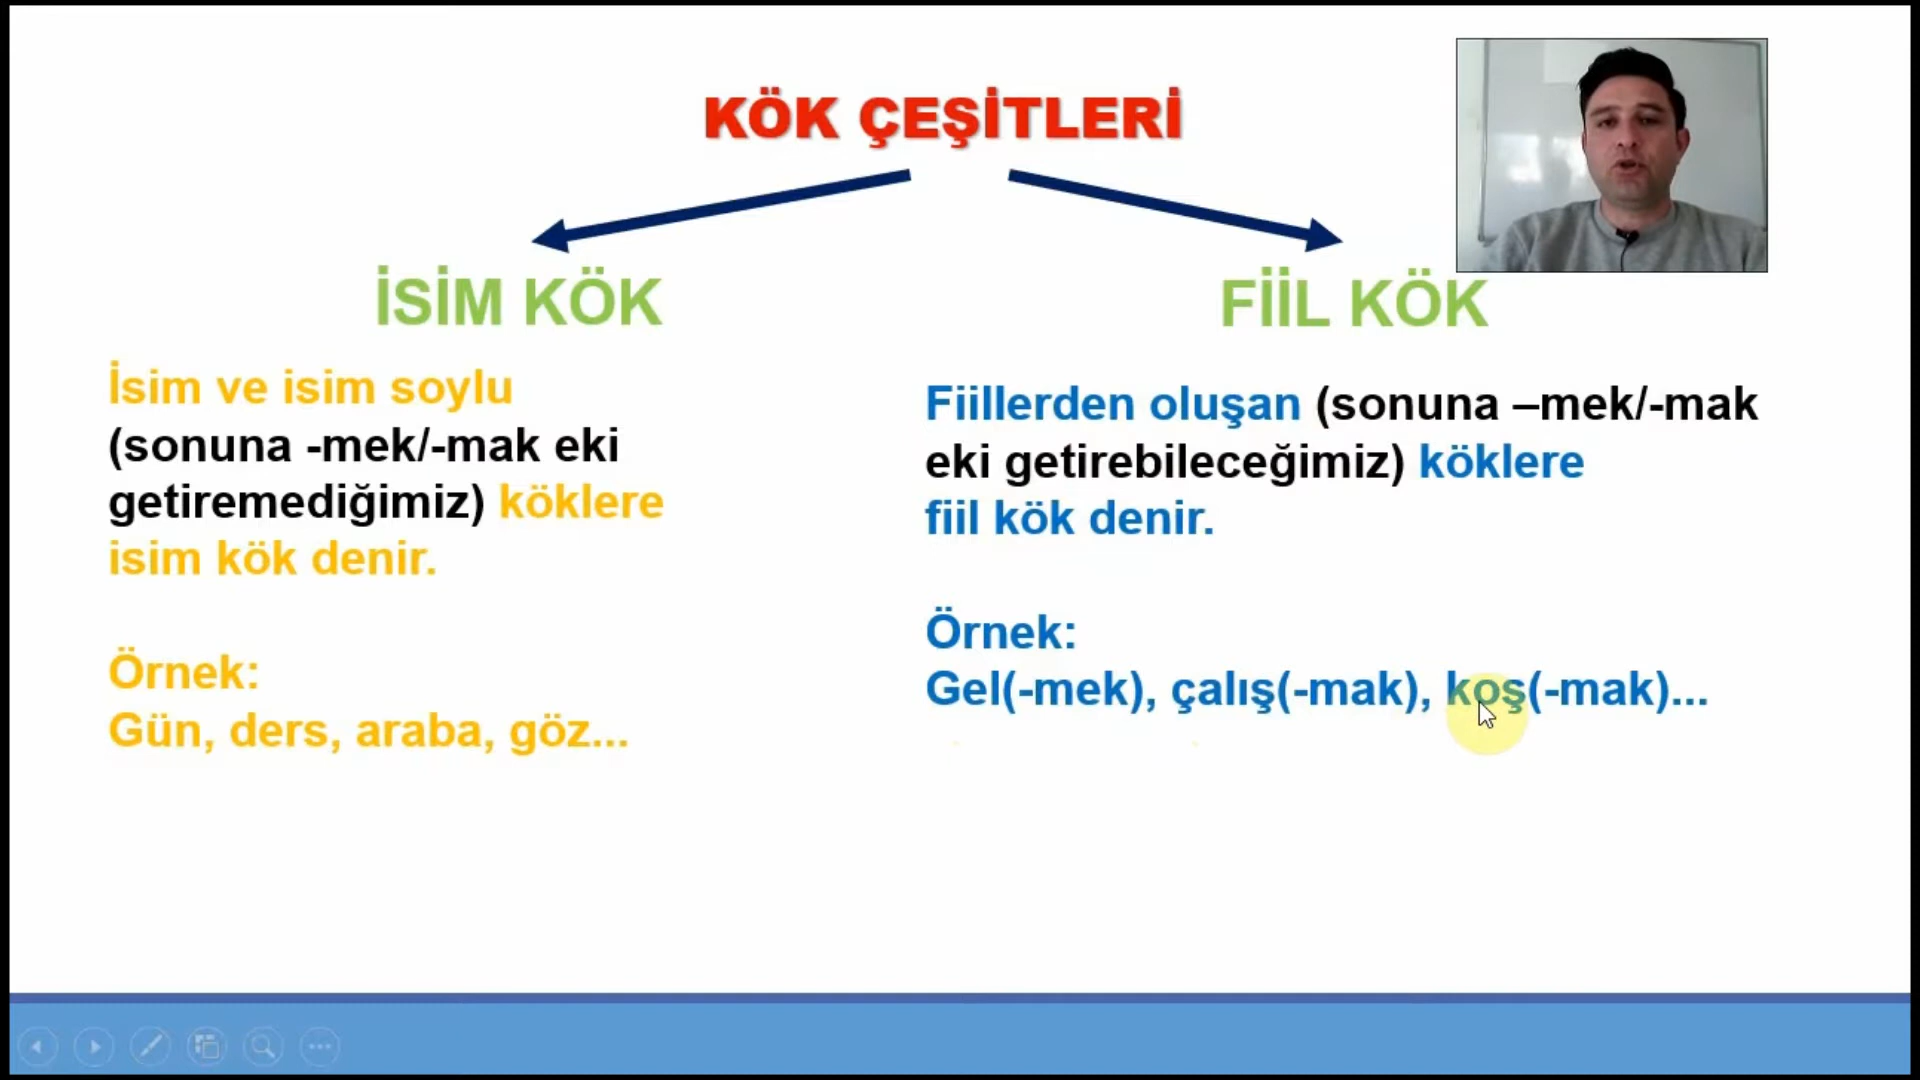 KÖK ÇEŞİTLERİ
İSİM KÖK
İsim ve isim soylu
(sonuna -mek/-mak eki
getiremediğimiz) köklere
isim kök denir.
Örnek:
Gün, ders, araba, göz...
FİİL KÖK
Fiillerden oluşan (sonuna –mek/-mak
eki getirebileceğimiz) köklere
fiil kök denir.
Örnek:
Gel(-mek), çalış(-mak), koş(-mak)...